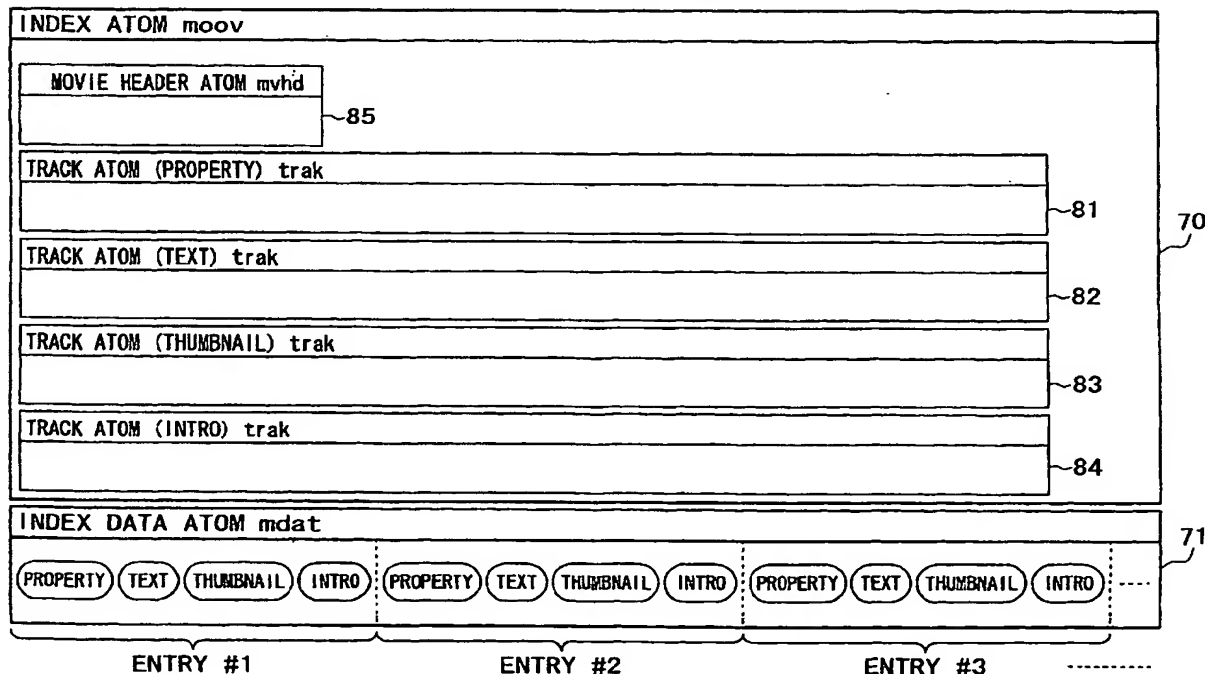 INDEX ATOM moov
MOVIE HEADER ATOM mvhd
85
TRACK ATOM (PROPERTY) trak
81
70
TRACK ATOM (TEXT) trak
82
TRACK ATOM (THUMBNAIL) trak
83
TRACK ATOM (INTRO) trak
84
INDEX DATA ATOM mdat
71
PROPERTY TEXT THUMBNAIL INTRO PROPERTY TEXT THUMBNAIL INTRO PROPERTY TEXT THUMBNAIL INTRO
ENTRY #1 ENTRY #2 ENTRY #3